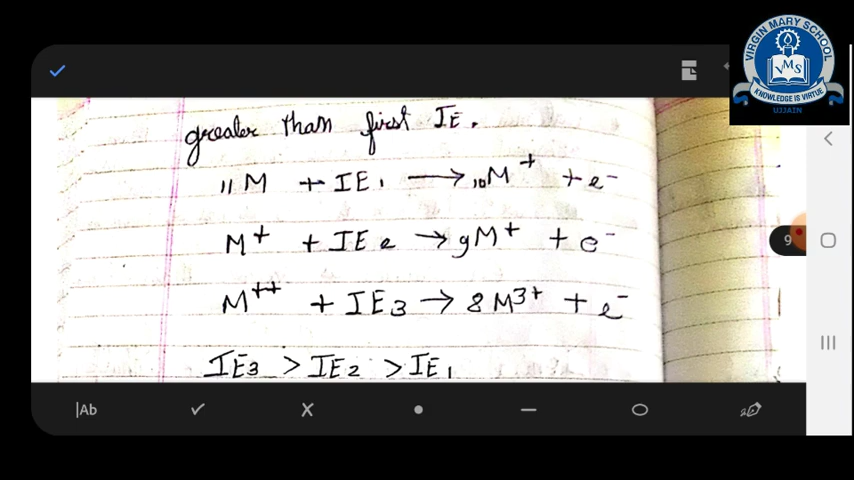 VIRGIN MARY SCHOOL
VMS
KNOWLEDGE IS VIRTUE
UJJAIN
greater than first IE.
₁₁M + IE₁ → ₁₀M⁺ + e⁻
M⁺ + IEe → 9M⁺ + e⁻
M⁺⁺ + IE₃ → 8M³⁺ + e⁻
IE₃ > IE₂ > IE₁
9
|Ab